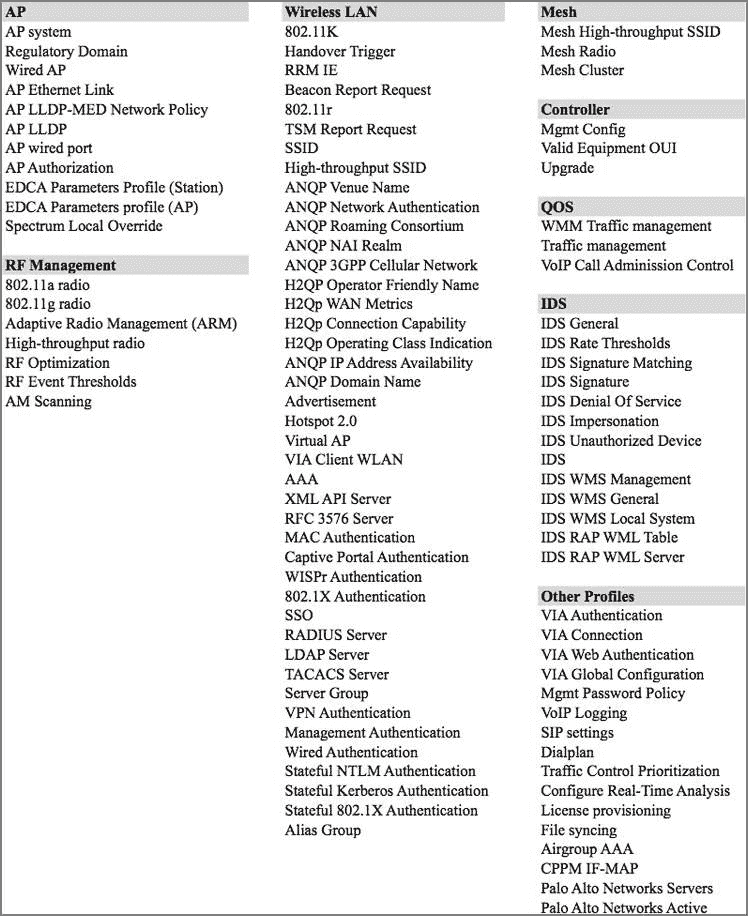 AP
AP system
Regulatory Domain
Wired AP
AP Ethernet Link
AP LLDP-MED Network Policy
AP LLDP
AP wired port
AP Authorization
EDCA Parameters Profile (Station)
EDCA Parameters profile (AP)
Spectrum Local Override
RF Management
802.11a radio
802.11g radio
Adaptive Radio Management (ARM)
High-throughput radio
RF Optimization
RF Event Thresholds
AM Scanning
Wireless LAN
802.11K
Handover Trigger
RRM IE
Beacon Report Request
802.11r
TSM Report Request
SSID
High-throughput SSID
ANQP Venue Name
ANQP Network Authentication
ANQP Roaming Consortium
ANQP NAI Realm
ANQP 3GPP Cellular Network
H2QP Operator Friendly Name
H2Qp WAN Metrics
H2Qp Connection Capability
H2Qp Operating Class Indication
ANQP IP Address Availability
ANQP Domain Name
Advertisement
Hotspot 2.0
Virtual AP
VIA Client WLAN
AAA
XML API Server
RFC 3576 Server
MAC Authentication
Captive Portal Authentication
WISPr Authentication
802.1X Authentication
SSO
RADIUS Server
LDAP Server
TACACS Server
Server Group
VPN Authentication
Management Authentication
Wired Authentication
Stateful NTLM Authentication
Stateful Kerberos Authentication
Stateful 802.1X Authentication
Alias Group
Mesh
Mesh High-throughput SSID
Mesh Radio
Mesh Cluster
Controller
Mgmt Config
Valid Equipment OUI
Upgrade
QOS
WMM Traffic management
Traffic management
VoIP Call Adminission Control
IDS
IDS General
IDS Rate Thresholds
IDS Signature Matching
IDS Signature
IDS Denial Of Service
IDS Impersonation
IDS Unauthorized Device
IDS
IDS WMS Management
IDS WMS General
IDS WMS Local System
IDS RAP WML Table
IDS RAP WML Server
Other Profiles
VIA Authentication
VIA Connection
VIA Web Authentication
VIA Global Configuration
Mgmt Password Policy
VoIP Logging
SIP settings
Dialplan
Traffic Control Prioritization
Configure Real-Time Analysis
License provisioning
File syncing
Airgroup AAA
CPPM IF-MAP
Palo Alto Networks Servers
Palo Alto Networks Active